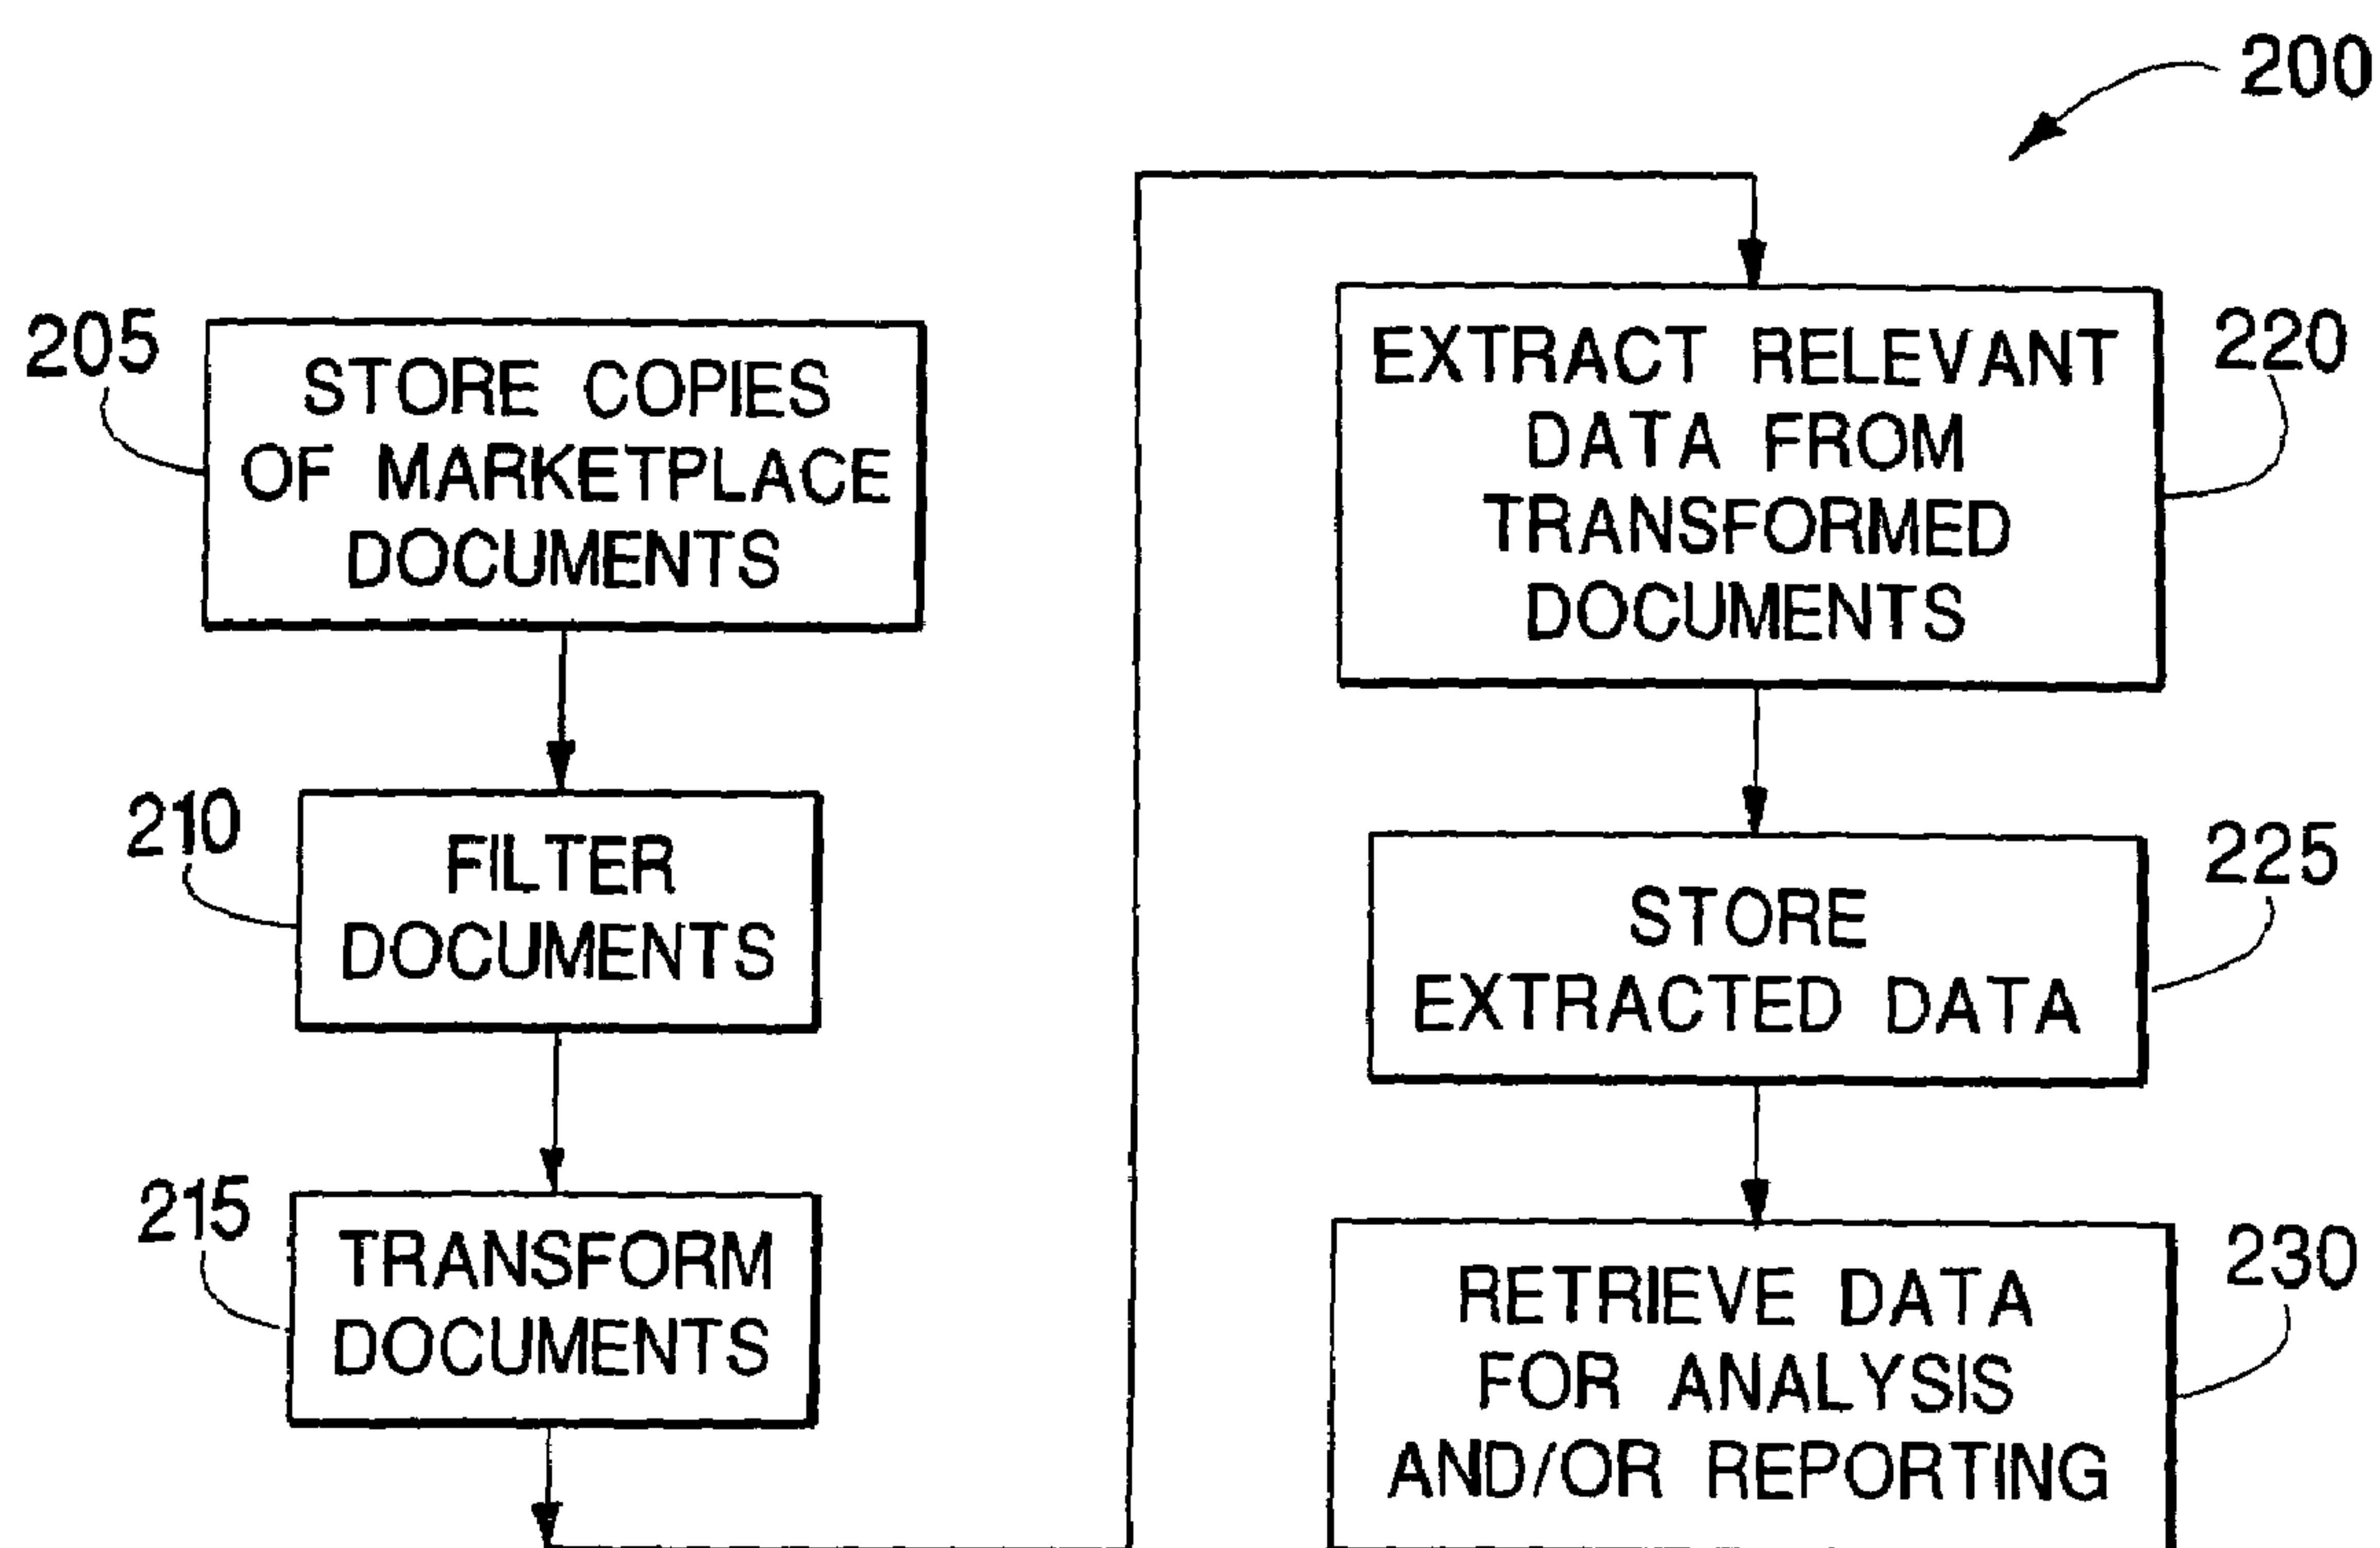 200
205
STORE COPIES
OF MARKETPLACE
DOCUMENTS
210
FILTER
DOCUMENTS
215
TRANSFORM
DOCUMENTS
220
EXTRACT RELEVANT
DATA FROM
TRANSFORMED
DOCUMENTS
225
STORE
EXTRACTED DATA
230
RETRIEVE DATA
FOR ANALYSIS
AND/OR REPORTING